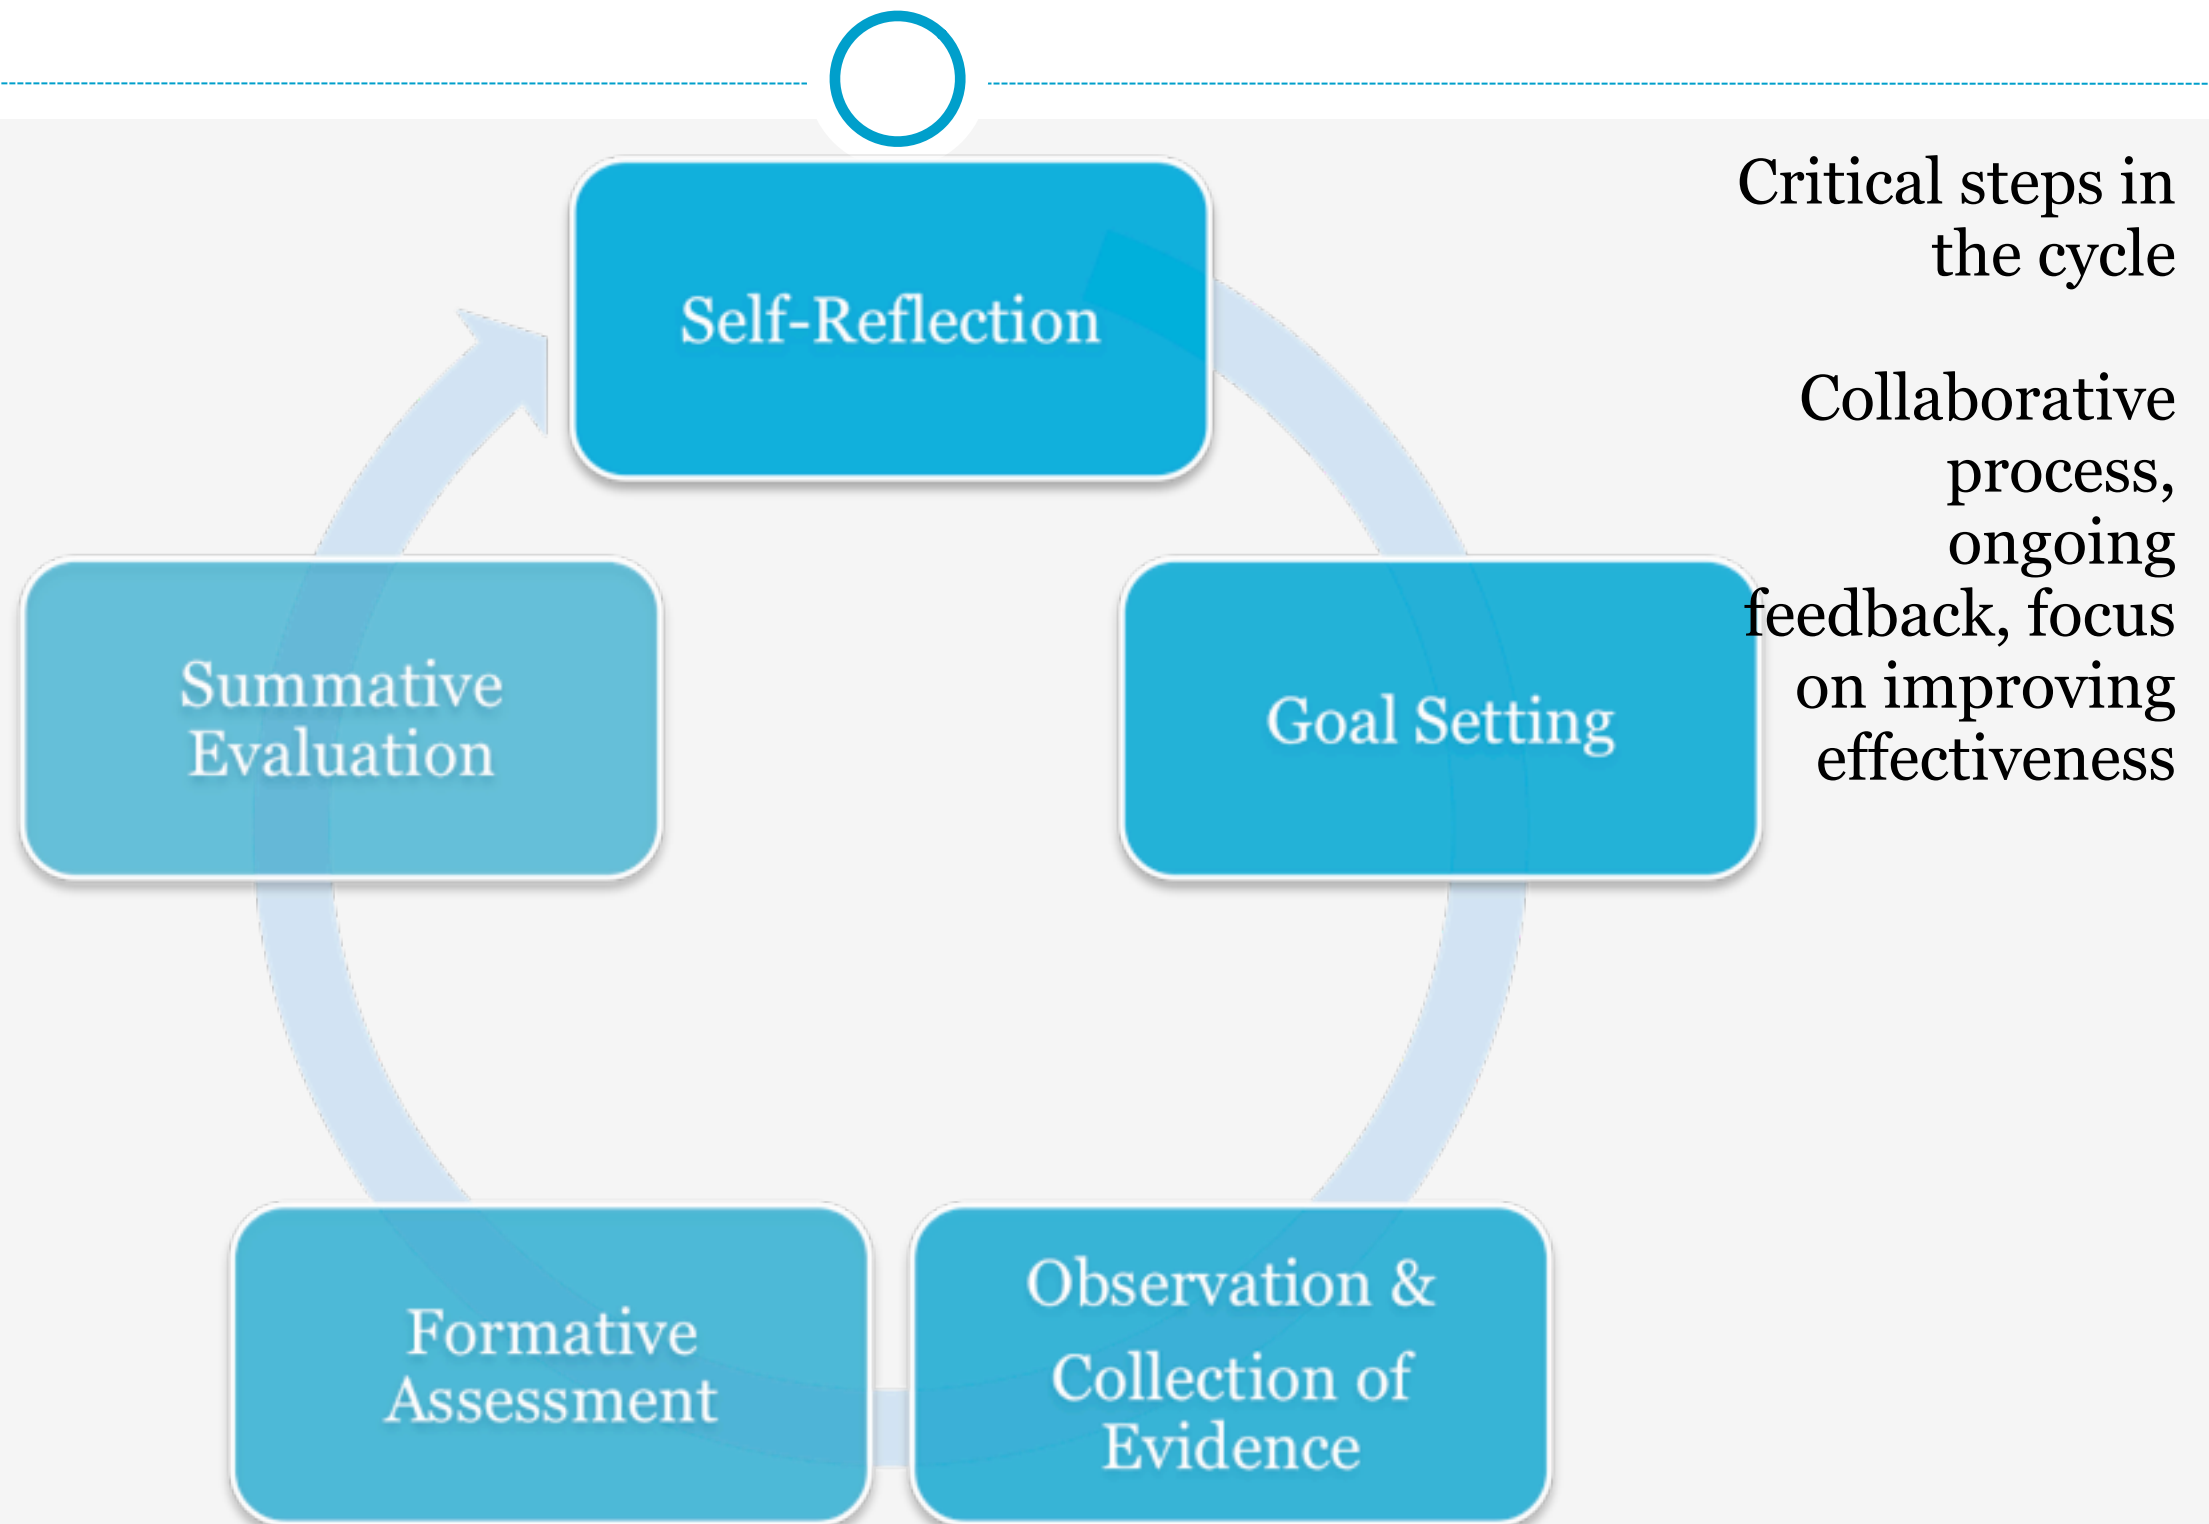 Self-Reflection
Goal Setting
Observation &
Collection of
Evidence
Formative
Assessment
Summative
Evaluation
Critical steps in
the cycle
Collaborative
process,
ongoing
feedback, focus
on improving
effectiveness